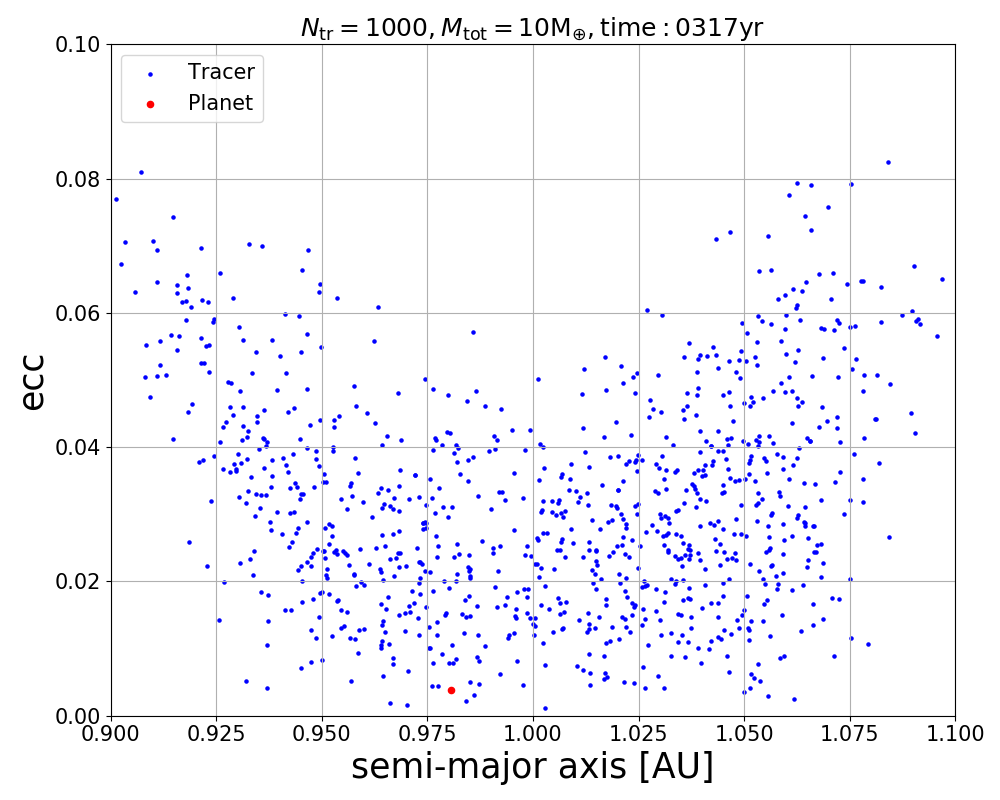 N_tr = 1000, M_tot = 10M_⊕, time : 0317yr
Tracer
Planet
ecc
0.10
0.08
0.06
0.04
0.02
0.00
0.900 0.925 0.950 0.975 1.000 1.025 1.050 1.075 1.100
semi-major axis [AU]